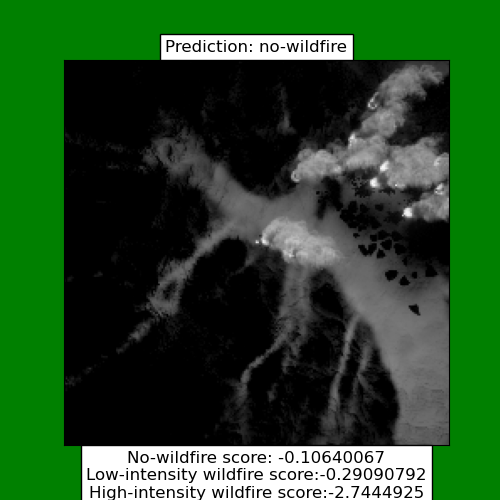 Prediction: no-wildfire
No-wildfire score: -0.10640067
Low-intensity wildfire score:-0.29090792
High-intensity wildfire score:-2.7444925